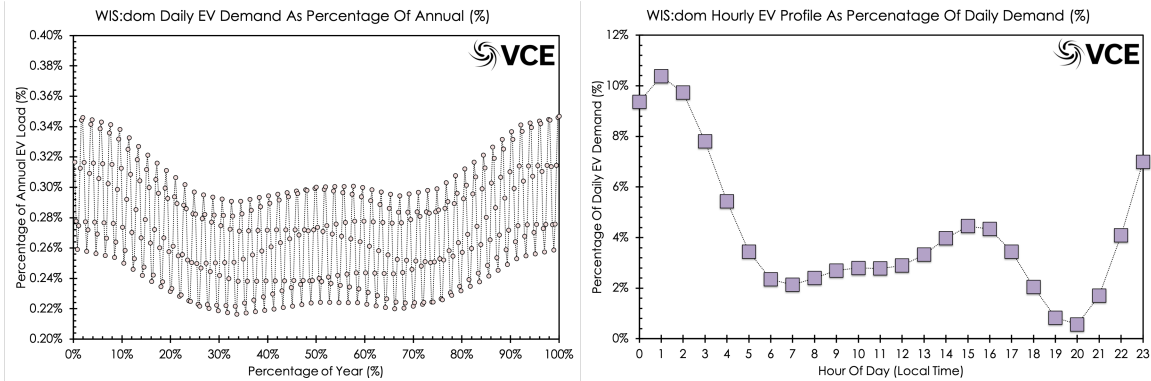 WIS:dom Daily EV Demand As Percentage Of Annual (%)
VCE
Percentage of Annual EV Load (%)
0.40%
0.38%
0.36%
0.34%
0.32%
0.30%
0.28%
0.26%
0.24%
0.22%
0.20%
0% 10% 20% 30% 40% 50% 60% 70% 80% 90% 100%
Percentage of Year (%)
WIS:dom Hourly EV Profile As Percenatage Of Daily Demand (%)
VCE
Percentage Of Daily EV Demand (%)
12%
10%
8%
6%
4%
2%
0%
0 1 2 3 4 5 6 7 8 9 10 11 12 13 14 15 16 17 18 19 20 21 22 23
Hour Of Day (Local Time)